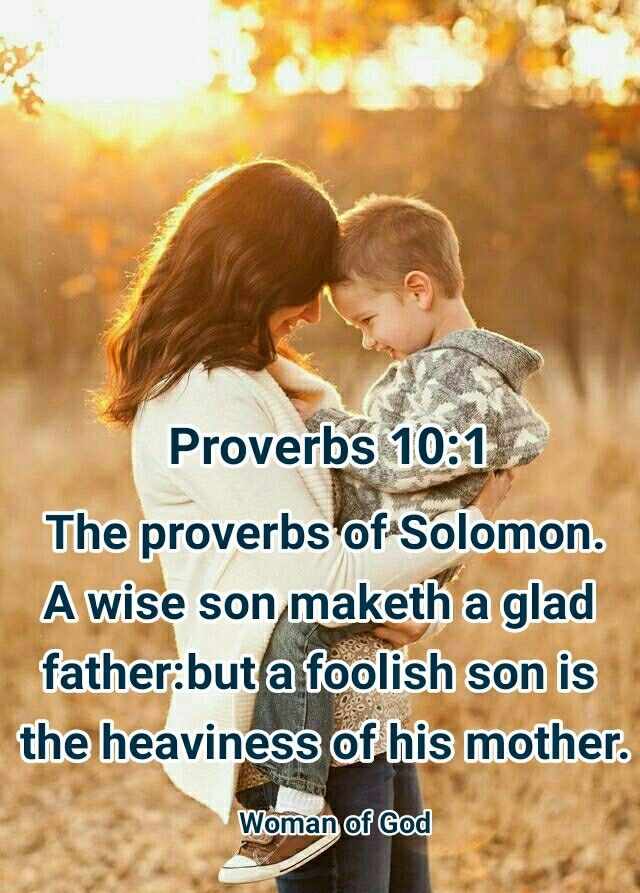 Proverbs 10:1
The proverbs of Solomon.
A wise son maketh a glad
father:but a foolish son is
the heaviness of his mother.
Woman of God